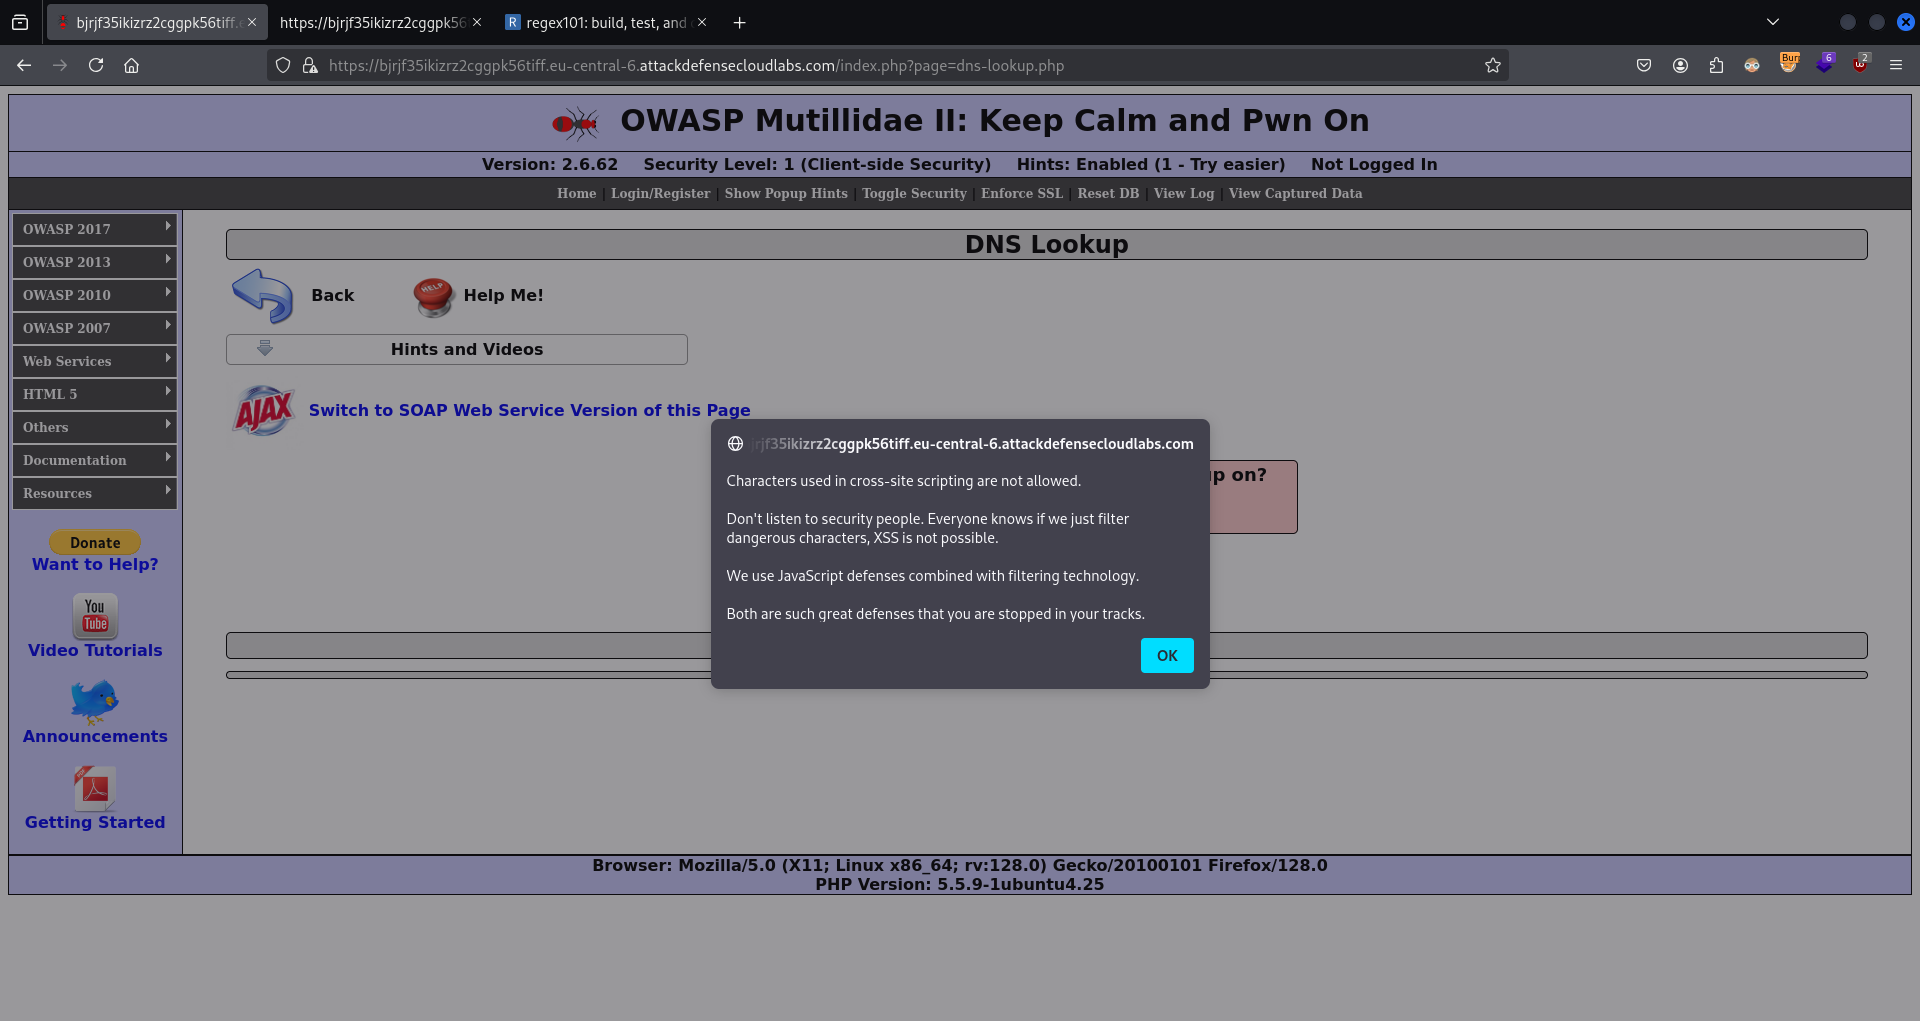 bjrjf35ikizrz2cggpk56tiff.
https://bjrjf35ikizrz2cggpk56
regex101: build, test, and
https://bjrjf35ikizrz2cggpk56tiff.eu-central-6.attackdefensecloudlabs.com/index.php?page=dns-lookup.php
Bur
6
2
OWASP Mutillidae II: Keep Calm and Pwn On
Version: 2.6.62 Security Level: 1 (Client-side Security) Hints: Enabled (1 - Try easier) Not Logged In
Home | Login/Register | Show Popup Hints | Toggle Security | Enforce SSL | Reset DB | View Log | View Captured Data
OWASP 2017
OWASP 2013
OWASP 2010
OWASP 2007
Web Services
HTML 5
Others
Documentation
Resources
Donate
Want to Help?
You
Tube
Video Tutorials
Announcements
Getting Started
DNS Lookup
Back
HELP
Help Me!
Hints and Videos
AJAX
Switch to SOAP Web Service Version of this Page
up on?
rjf35ikizrz2cggpk56tiff.eu-central-6.attackdefensecloudlabs.com
Characters used in cross-site scripting are not allowed.
Don't listen to security people. Everyone knows if we just filter
dangerous characters, XSS is not possible.
We use JavaScript defenses combined with filtering technology.
Both are such great defenses that you are stopped in your tracks.
OK
Browser: Mozilla/5.0 (X11; Linux x86_64; rv:128.0) Gecko/20100101 Firefox/128.0
PHP Version: 5.5.9-1ubuntu4.25